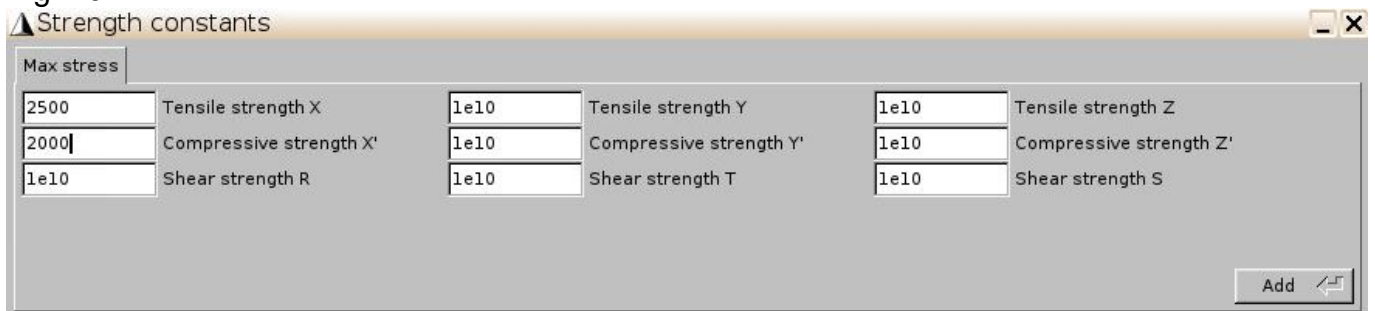 Strength constants
Max stress
2500 Tensile strength X 1e10 Tensile strength Y 1e10 Tensile strength Z
2000 Compressive strength X' 1e10 Compressive strength Y' 1e10 Compressive strength Z'
1e10 Shear strength R 1e10 Shear strength T 1e10 Shear strength S
Add